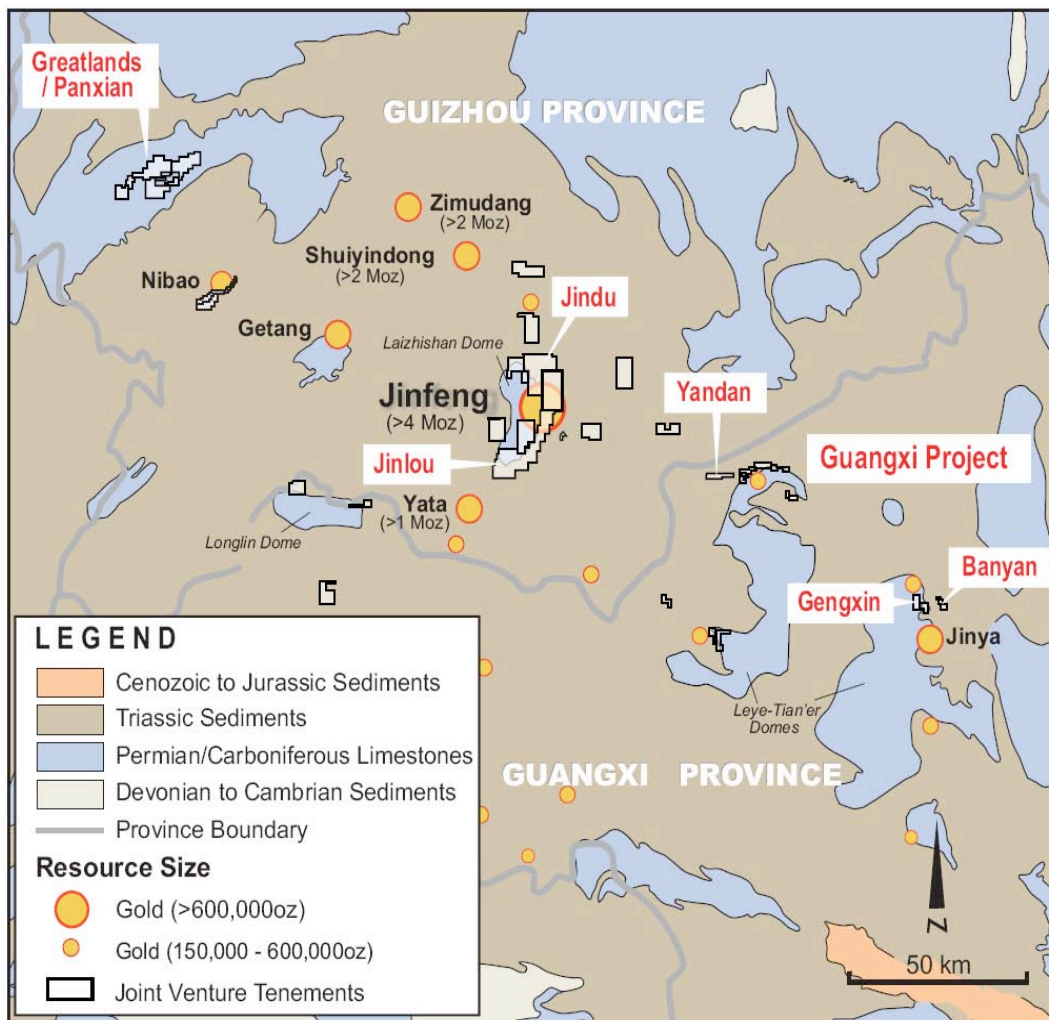 Greatlands
/ Panxian
GUIZHOU PROVINCE
Zimudang
(>2 Moz)
Shuiyindong
(>2 Moz)
Nibao
Jindu
Getang
Laizhishan Dome
Jinfeng
(>4 Moz)
Yandan
Jinlou
Guangxi Project
Yata
(>1 Moz)
Longlin Dome
Banyan
Gengxin
Jinya
Leye-Tian'er
Domes
GUANGXI PROVINCE
LEGEND
Cenozoic to Jurassic Sediments
Triassic Sediments
Permian/Carboniferous Limestones
Devonian to Cambrian Sediments
Province Boundary
Resource Size
Gold (>600,000oz)
Gold (150,000 - 600,000oz)
Joint Venture Tenements
N
50 km